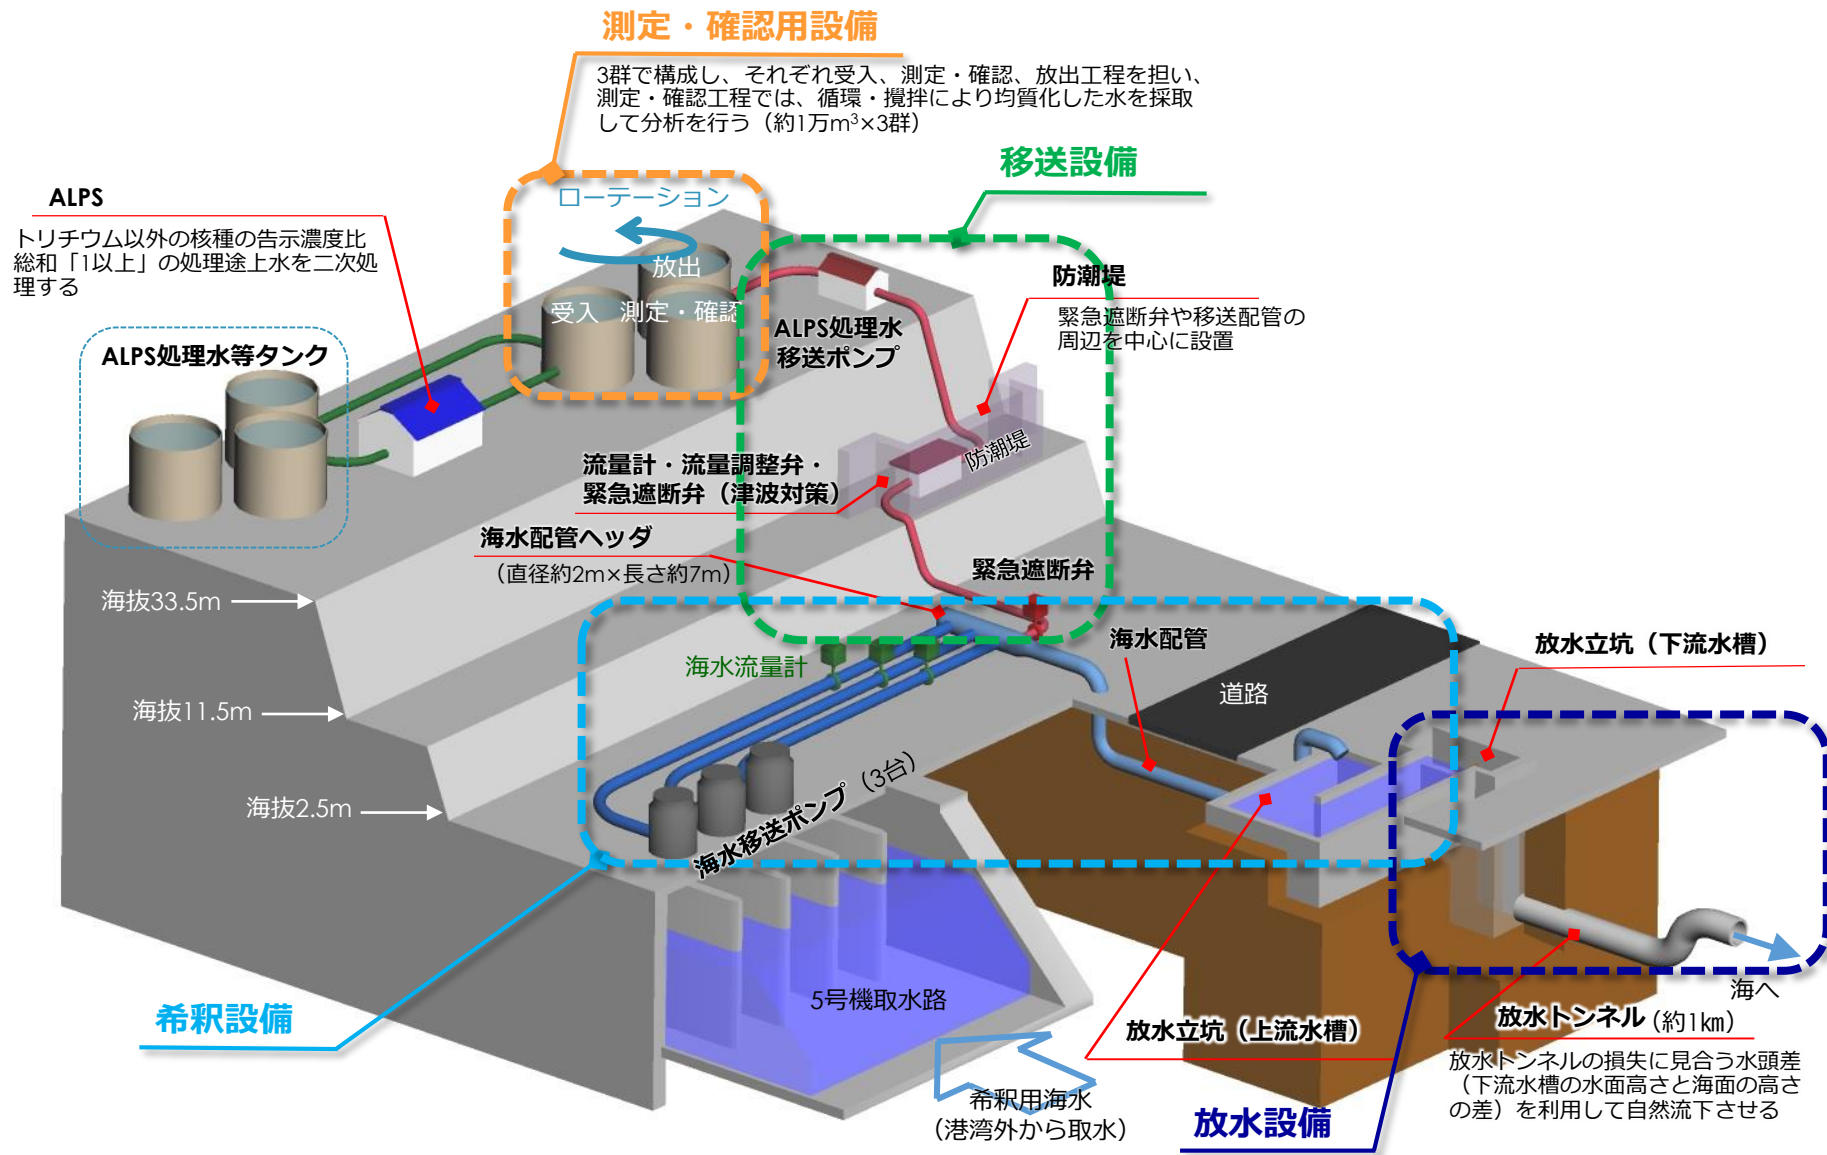 測定・確認用設備
3群で構成し、それぞれ受入、測定・確認、放出工程を担い、
測定・確認工程では、循環・攪拌により均質化した水を採取
して分析を行う（約1万m³×3群）
移送設備
ALPS
トリチウム以外の核種の告示濃度比
総和「1以上」の処理途上水を二次処
理する
ローテーション
放出
受入
測定・確認
防潮堤
緊急遮断弁や移送配管の
周辺を中心に設置
ALPS処理水
移送ポンプ
ALPS処理水等タンク
防潮堤
流量計・流量調整弁・
緊急遮断弁（津波対策）
海水配管ヘッダ
（直径約2m×長さ約7m）
緊急遮断弁
海抜33.5m
海水配管
放水立坑（下流水槽）
海水流量計
道路
海抜11.5m
海抜2.5m
海水移送ポンプ（3台）
5号機取水路
海へ
希釈設備
放水立坑（上流水槽）
放水トンネル（約1km）
放水トンネルの損失に見合う水頭差
（下流水槽の水面高さと海面の高さ
の差）を利用して自然流下させる
希釈用海水
（港湾外から取水）
放水設備